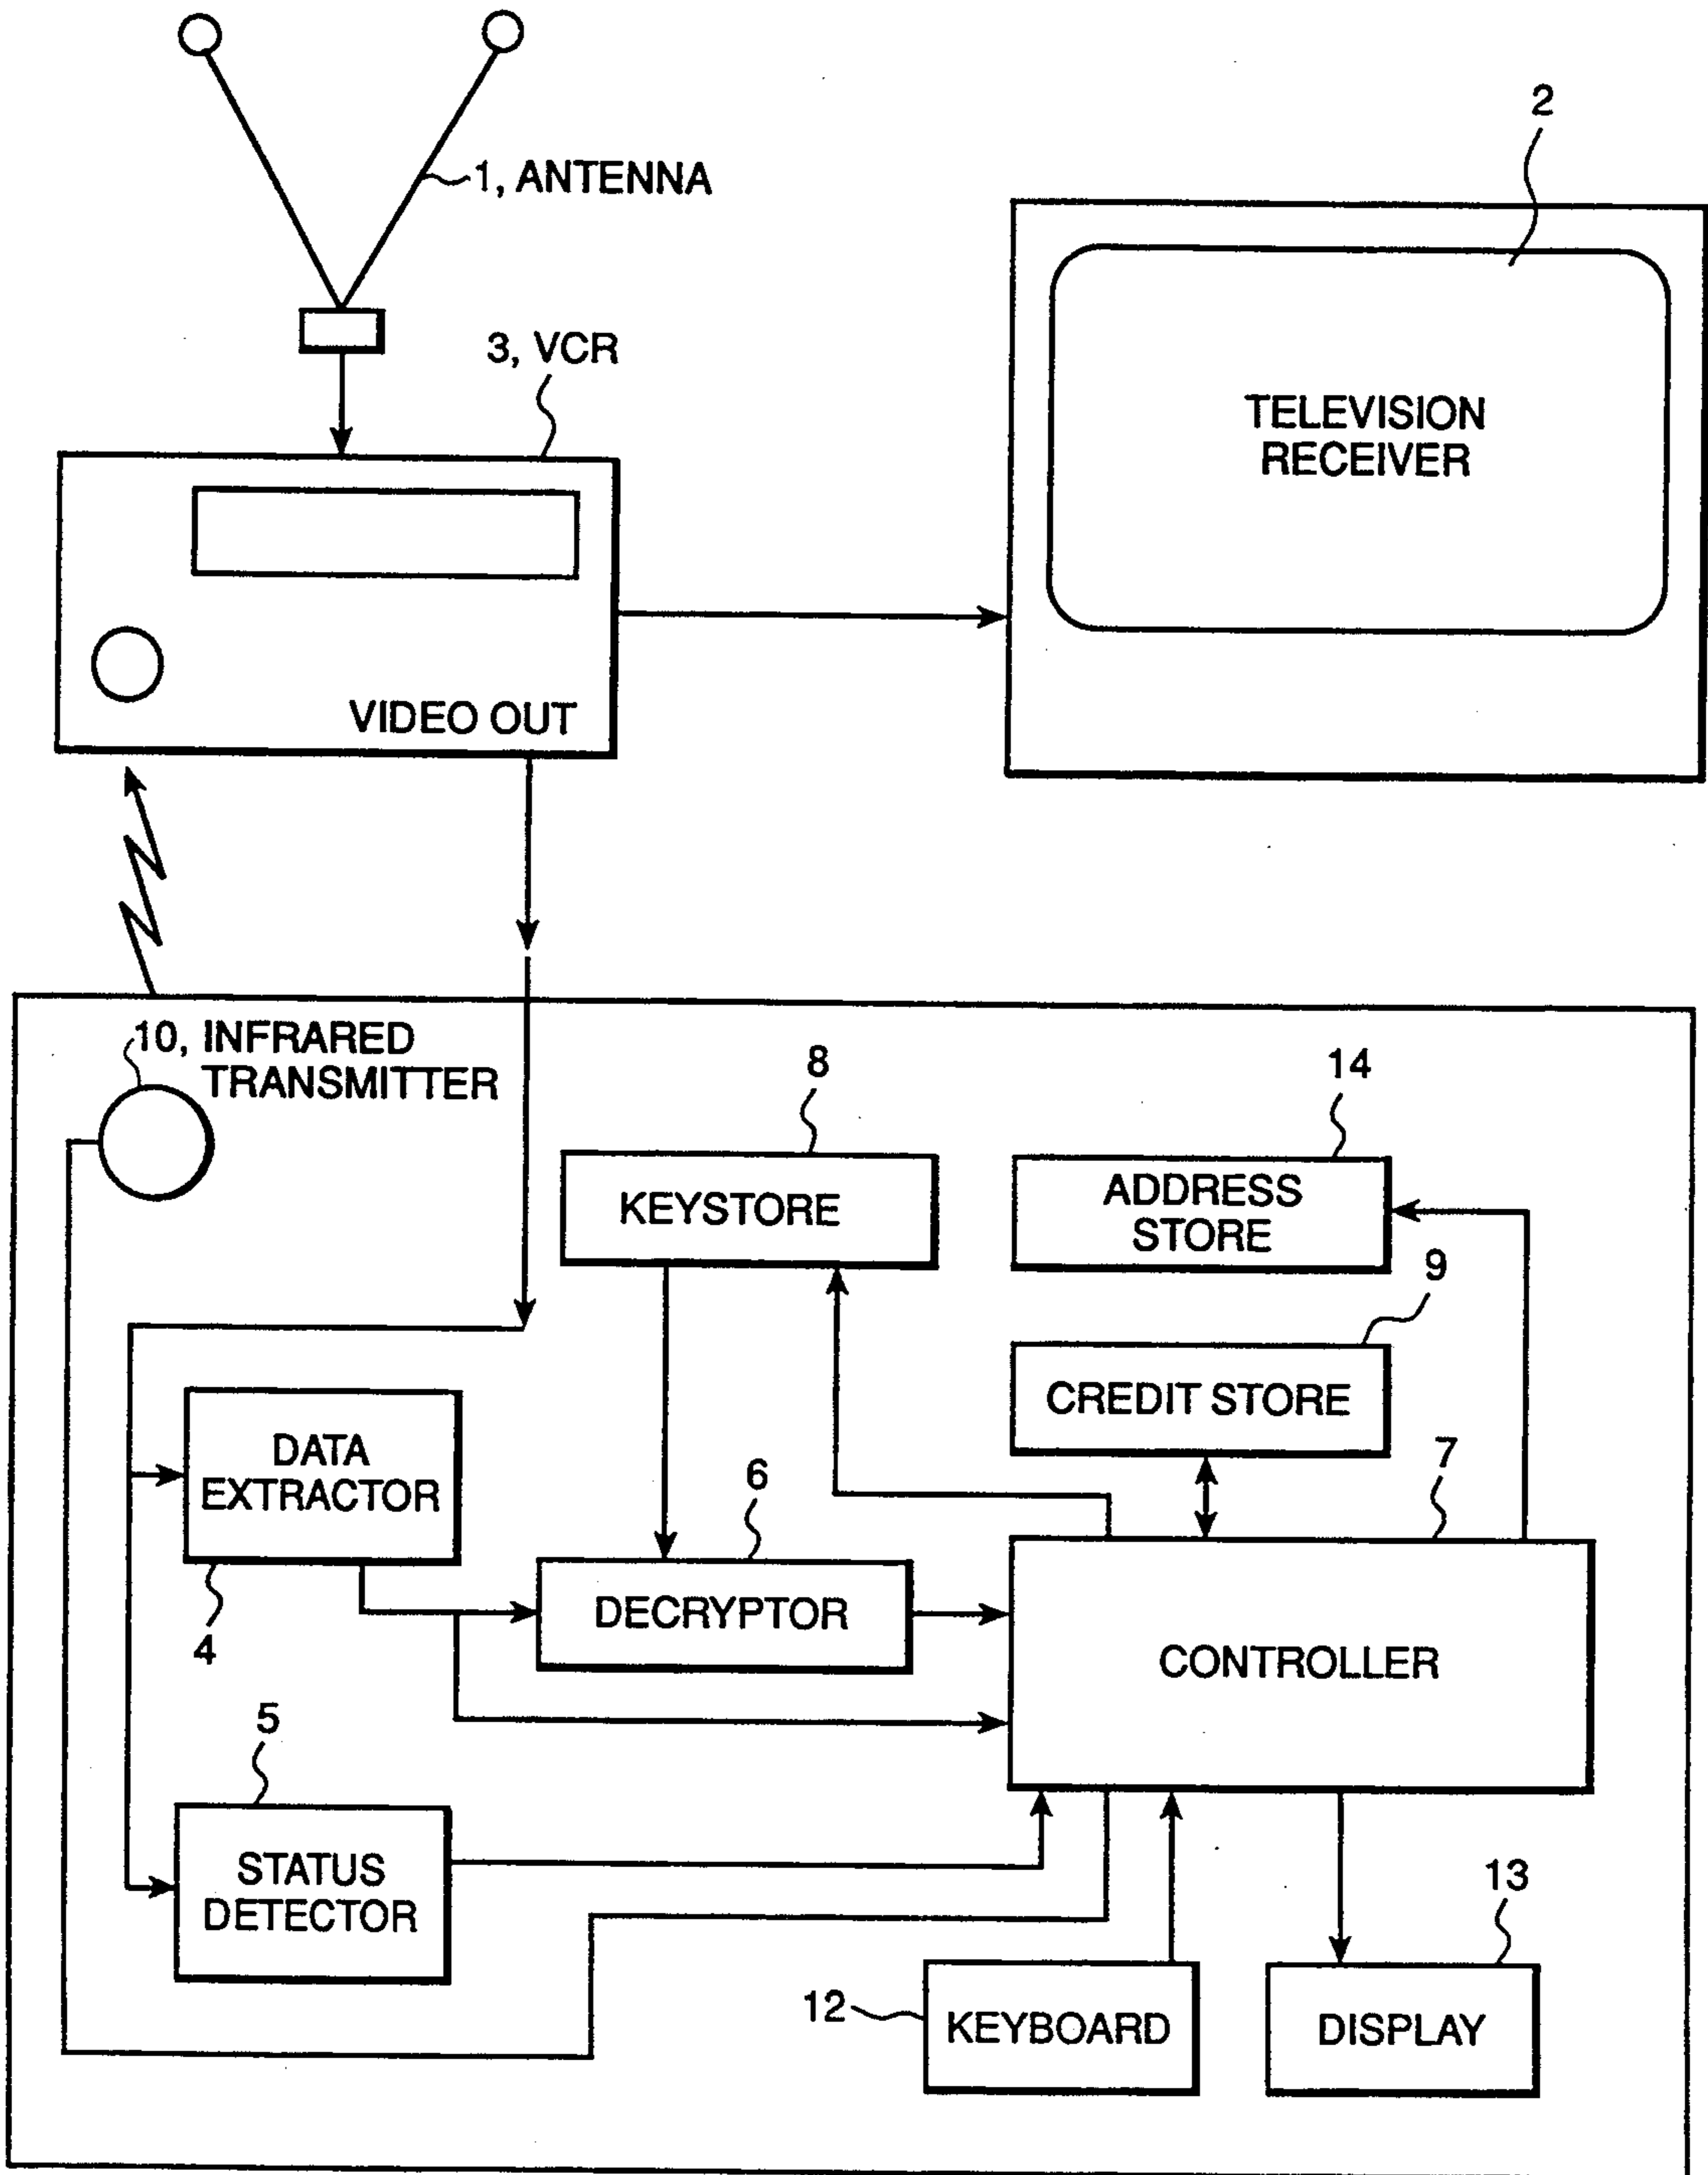 1, ANTENNA
2
3, VCR
TELEVISION
RECEIVER
VIDEO OUT
10, INFRARED
TRANSMITTER
8
14
KEYSTORE
ADDRESS
STORE
9
CREDIT STORE
DATA
EXTRACTOR
4
6
7
DECRYPTOR
CONTROLLER
5
STATUS
DETECTOR
12
KEYBOARD
13
DISPLAY